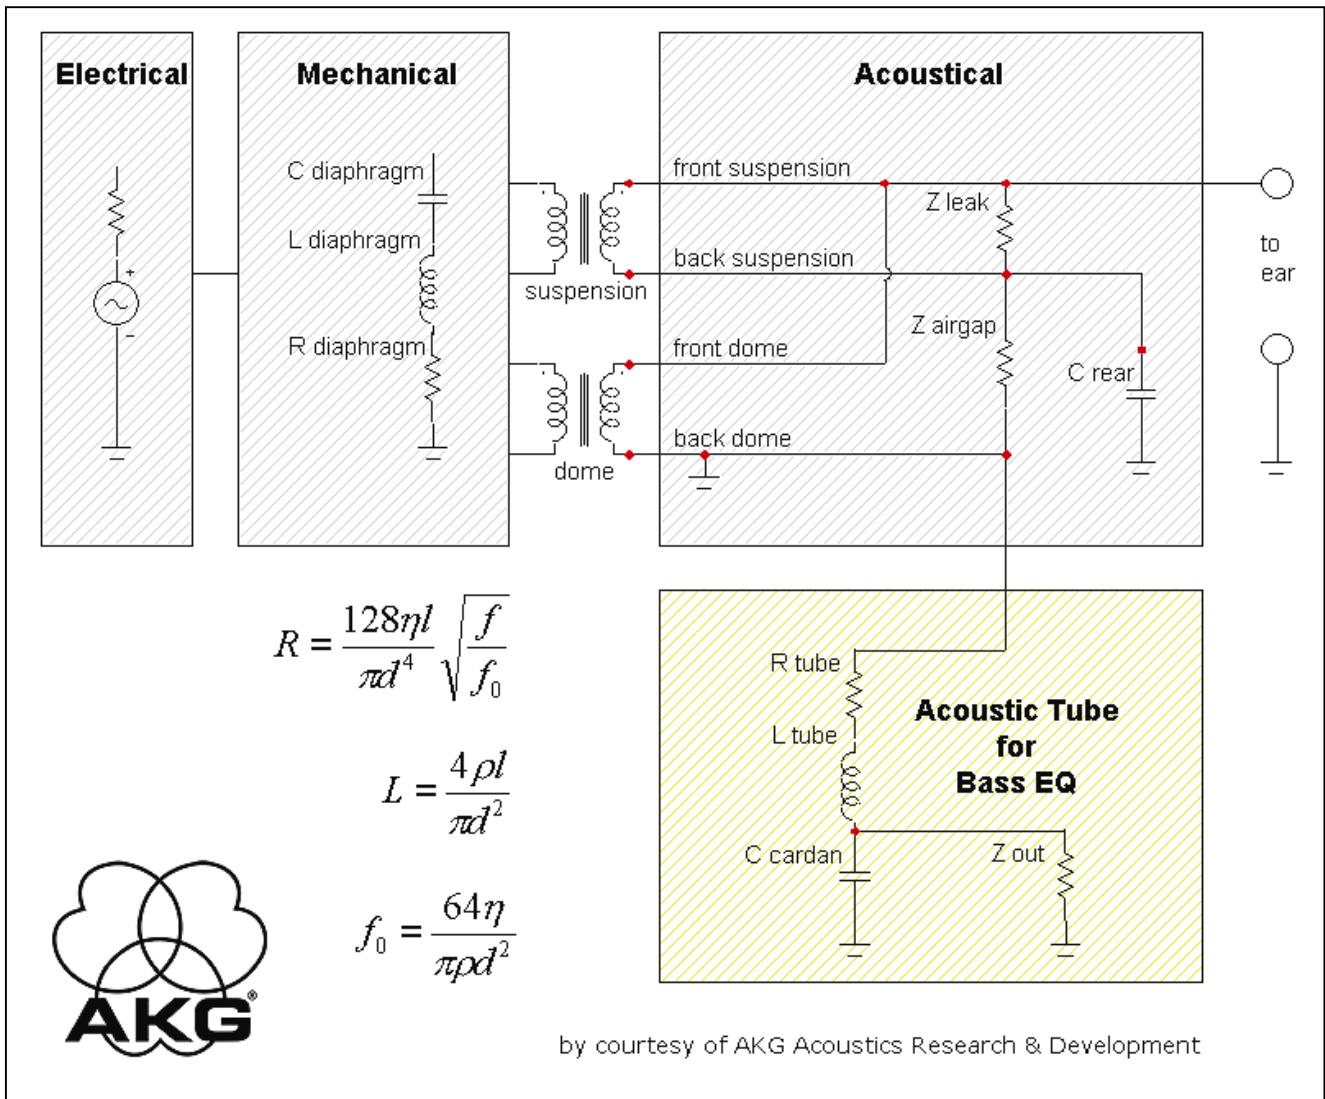 Electrical
Mechanical
Acoustical
C diaphragm
L diaphragm
R diaphragm
+
−
suspension
dome
front suspension
Z leak
back suspension
Z airgap
front dome
C rear
back dome
to
ear
R = 128ηl / πd⁴ √(f / f₀)
L = 4ρl / πd²
f₀ = 64η / πρd²
R tube
L tube
Acoustic Tube
for
Bass EQ
C cardan
Z out
AKG®
by courtesy of AKG Acoustics Research & Development